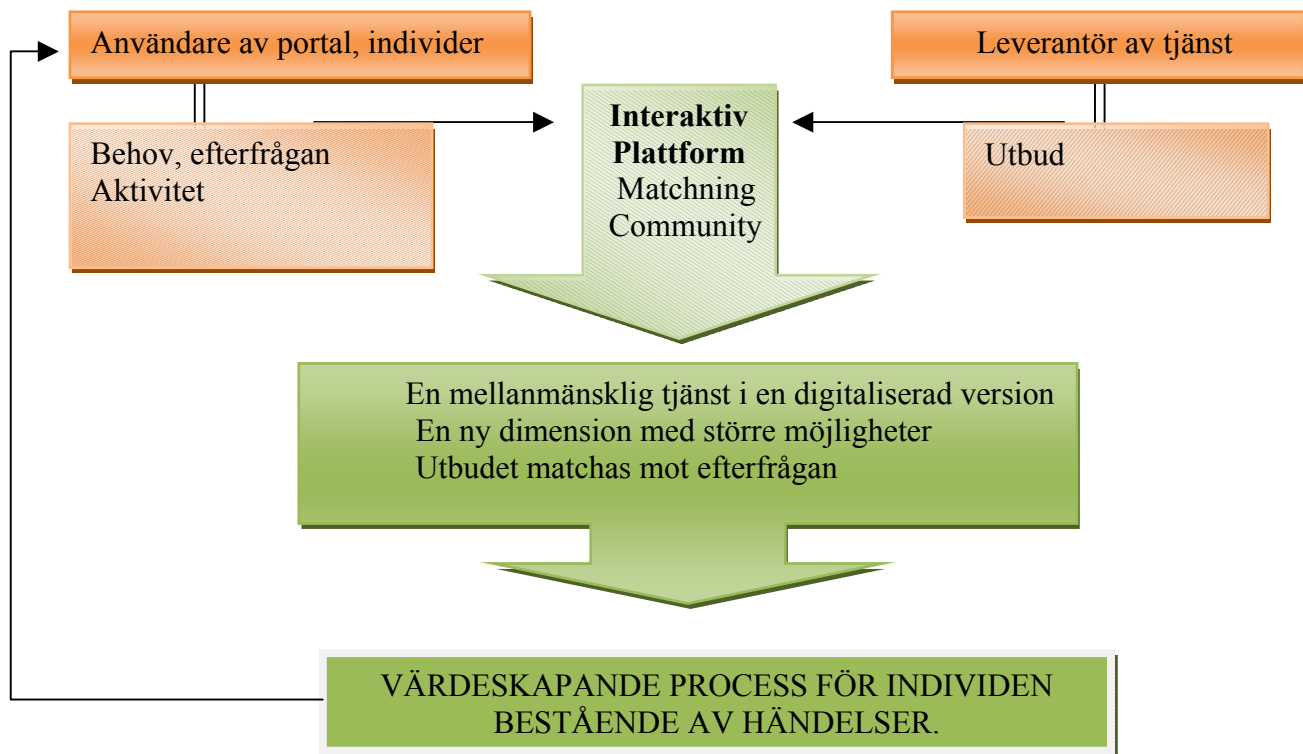 Användare av portal, individer
Leverantör av tjänst
Behov, efterfrågan
Aktivitet
Interaktiv
Plattform
Matchning
Community
Utbud
En mellanmänsklig tjänst i en digitaliserad version
En ny dimension med större möjligheter
Utbudet matchas mot efterfrågan
VÄRDESKAPANDE PROCESS FÖR INDIVIDEN
BESTÅENDE AV HÄNDELSER.